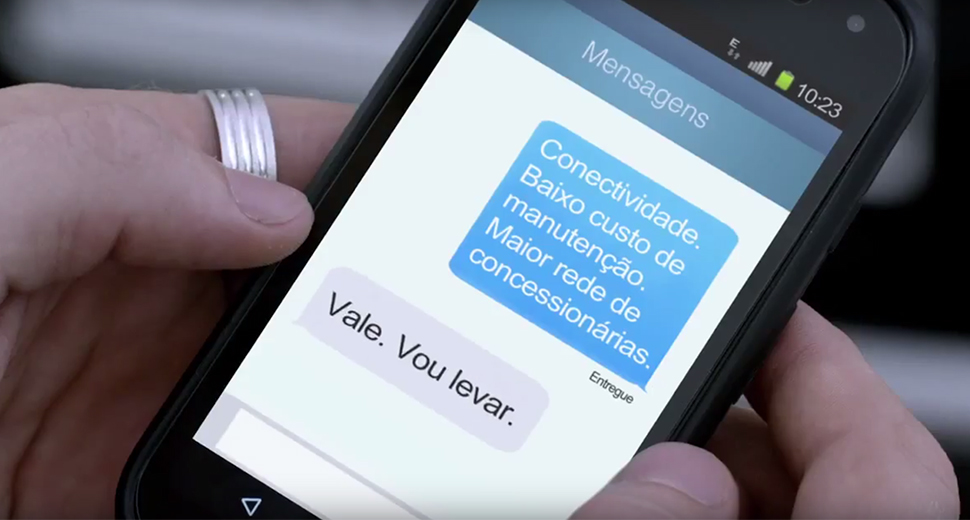 E
10:23
Mensagens
Conectividade.
Baixo custo de
manutenção.
Maior rede de
concessionárias.
Entregue
Vale. Vou levar.